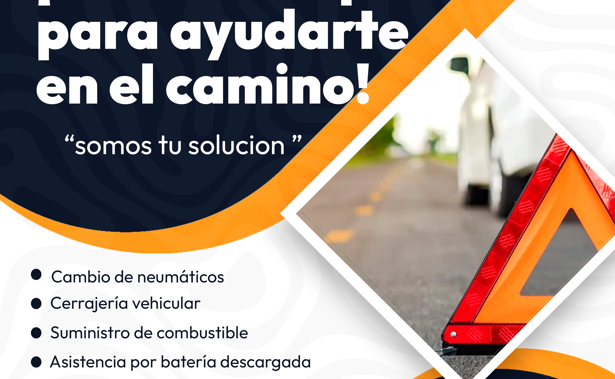 para ayudarte
en el camino!
“somos tu solucion ”
Cambio de neumáticos
Cerrajería vehicular
Suministro de combustible
Asistencia por batería descargada